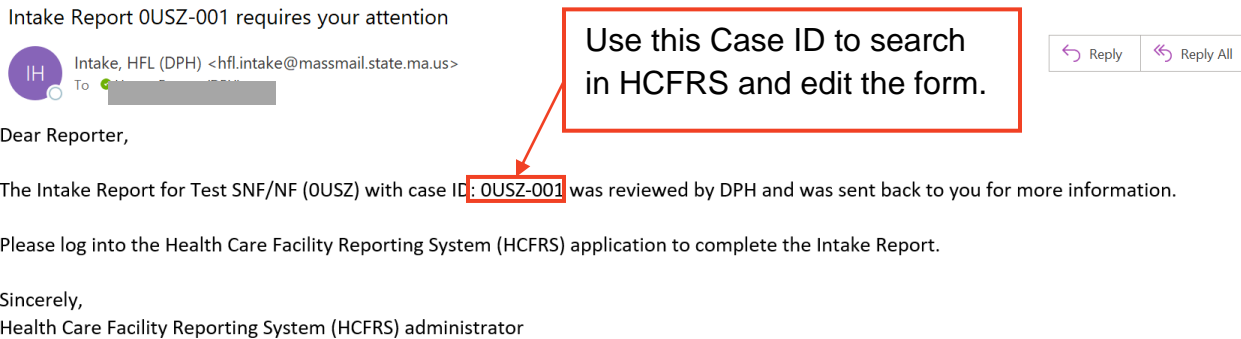 Intake Report 0USZ-001 requires your attention
IH
Intake, HFL (DPH) <hfl.intake@massmail.state.ma.us>
To
Use this Case ID to search
in HCFRS and edit the form.
Reply
Reply All
Dear Reporter,
The Intake Report for Test SNF/NF (0USZ) with case ID: 0USZ-001 was reviewed by DPH and was sent back to you for more information.
Please log into the Health Care Facility Reporting System (HCFRS) application to complete the Intake Report.
Sincerely,
Health Care Facility Reporting System (HCFRS) administrator